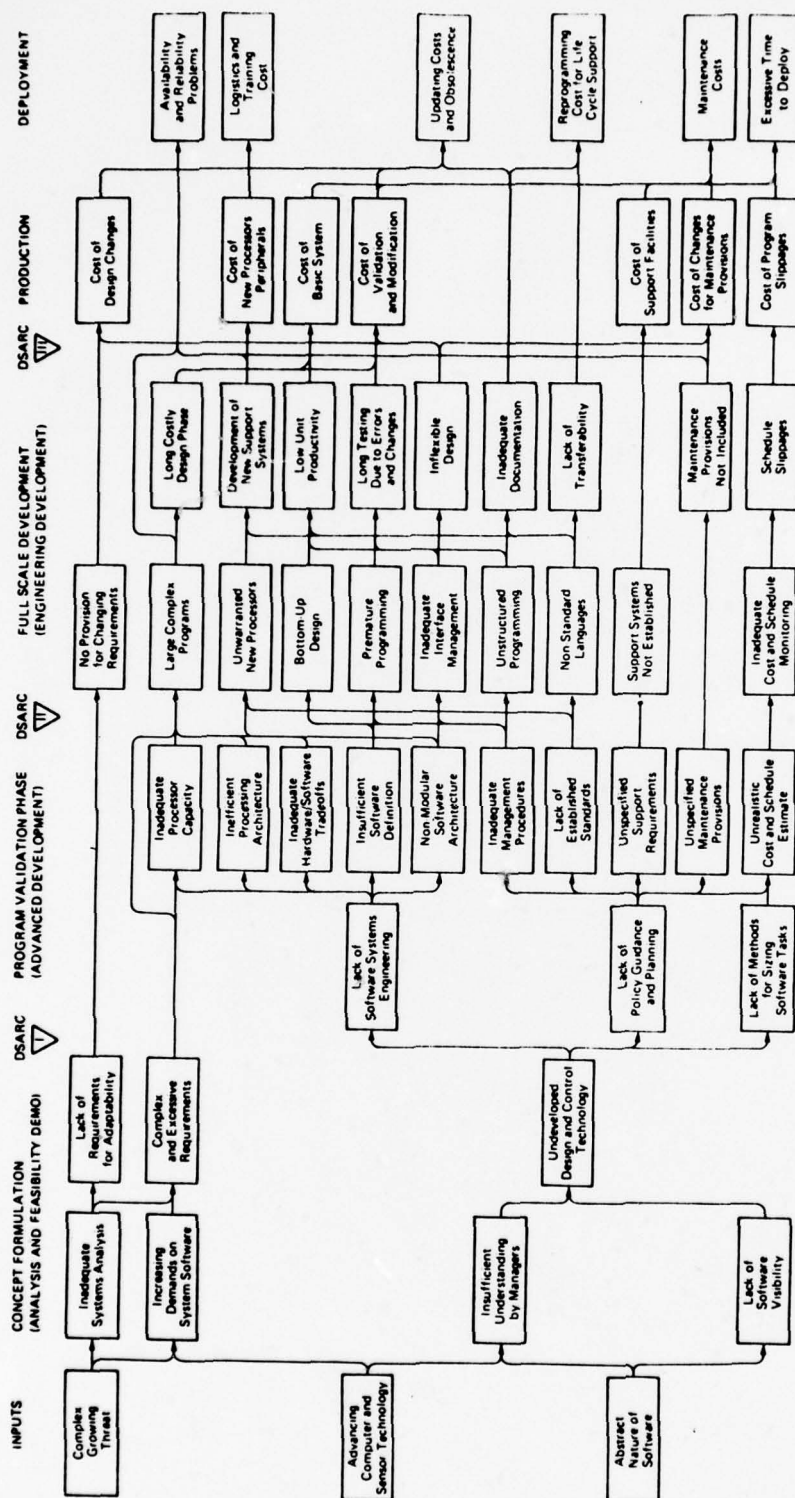 INPUTS
CONCEPT FORMULATION
(ANALYSIS AND FEASIBILITY DEMO)
DSARC
I
PROGRAM VALIDATION PHASE
(ADVANCED DEVELOPMENT)
DSARC
II
FULL SCALE DEVELOPMENT
(ENGINEERING DEVELOPMENT)
DSARC
III
PRODUCTION
DEPLOYMENT
Complex
Growing
Threat
Advancing
Computer and
Sensor Technology
Abstract
Nature of
Software
Inadequate
Systems Analysis
Increasing
Demands on
System Software
Insufficient
Understanding
by Managers
Lack of
Software
Visibility
Lack of
Requirements
for Adaptability
Complex
and Excessive
Requirements
Undeveloped
Design and Control
Technology
Lack of
Software Systems
Engineering
Lack of
Policy Guidance
and Planning
Lack of Methods
for Sizing
Software Tasks
Inadequate
Processor
Capacity
Inefficient
Processing
Architecture
Inadequate
Hardware/Software
Tradeoffs
Insufficient
Software
Definition
Non Modular
Software
Architecture
Inadequate
Management
Procedures
Lack of
Established
Standards
Unspecified
Support
Requirements
Unspecified
Maintenance
Provisions
Unrealistic
Cost and Schedule
Estimate
No Provision
for Changing
Requirements
Large Complex
Programs
Unwarranted
New Processors
Bottom-Up
Design
Premature
Programming
Inadequate
Interface
Management
Unstructured
Programming
Non Standard
Languages
Support Systems
Not Established
Inadequate
Cost and Schedule
Monitoring
Long Costly
Design Phase
Development of
New Support
Systems
Low Unit
Productivity
Long Testing
Due to Errors
and Changes
Inflexible
Design
Inadequate
Documentation
Lack of
Transferability
Maintenance
Provisions
Not Included
Schedule
Slippages
Cost of
Design Changes
Cost of
New Processors
Peripherals
Cost of
Basic System
Cost of
Validation
and Modification
Cost of
Support Facilities
Cost of Changes
for Maintenance
Provisions
Cost of Program
Slippages
Availability
and Reliability
Problems
Logistics and
Training
Cost
Updating Costs
and Obsolescence
Reprogramming
Cost for Life
Cycle Support
Maintenance
Costs
Excessive Time
to Deploy